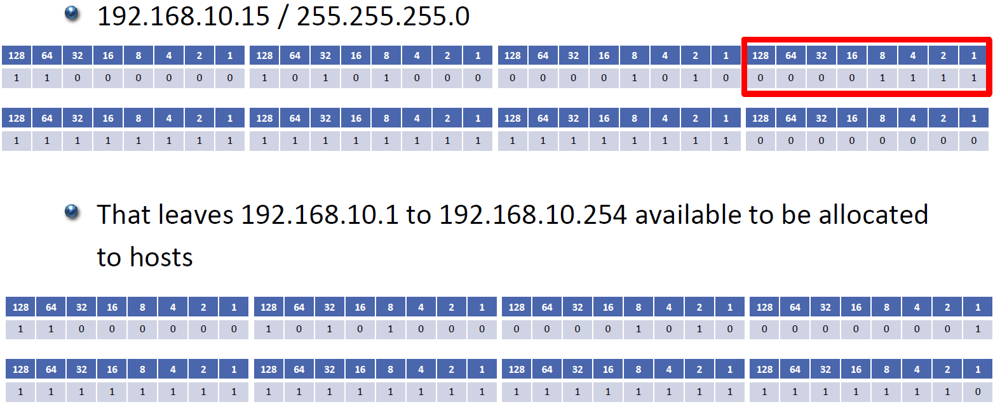 192.168.10.15 / 255.255.255.0
128 64 32 16 8 4 2 1 128 64 32 16 8 4 2 1 128 64 32 16 8 4 2 1 128 64 32 16 8 4 2 1
1 1 0 0 0 0 0 0 1 0 1 0 1 0 0 0 0 0 0 0 1 0 1 0 0 0 0 0 1 1 1 1
128 64 32 16 8 4 2 1 128 64 32 16 8 4 2 1 128 64 32 16 8 4 2 1 128 64 32 16 8 4 2 1
1 1 1 1 1 1 1 1 1 1 1 1 1 1 1 1 1 1 1 1 1 1 1 1 0 0 0 0 0 0 0 0
That leaves 192.168.10.1 to 192.168.10.254 available to be allocated
to hosts
128 64 32 16 8 4 2 1 128 64 32 16 8 4 2 1 128 64 32 16 8 4 2 1 128 64 32 16 8 4 2 1
1 1 0 0 0 0 0 0 1 0 1 0 1 0 0 0 0 0 0 0 1 0 1 0 0 0 0 0 0 0 0 1
128 64 32 16 8 4 2 1 128 64 32 16 8 4 2 1 128 64 32 16 8 4 2 1 128 64 32 16 8 4 2 1
1 1 1 1 1 1 1 1 1 1 1 1 1 1 1 1 1 1 1 1 1 1 1 1 1 1 1 1 1 1 1 0